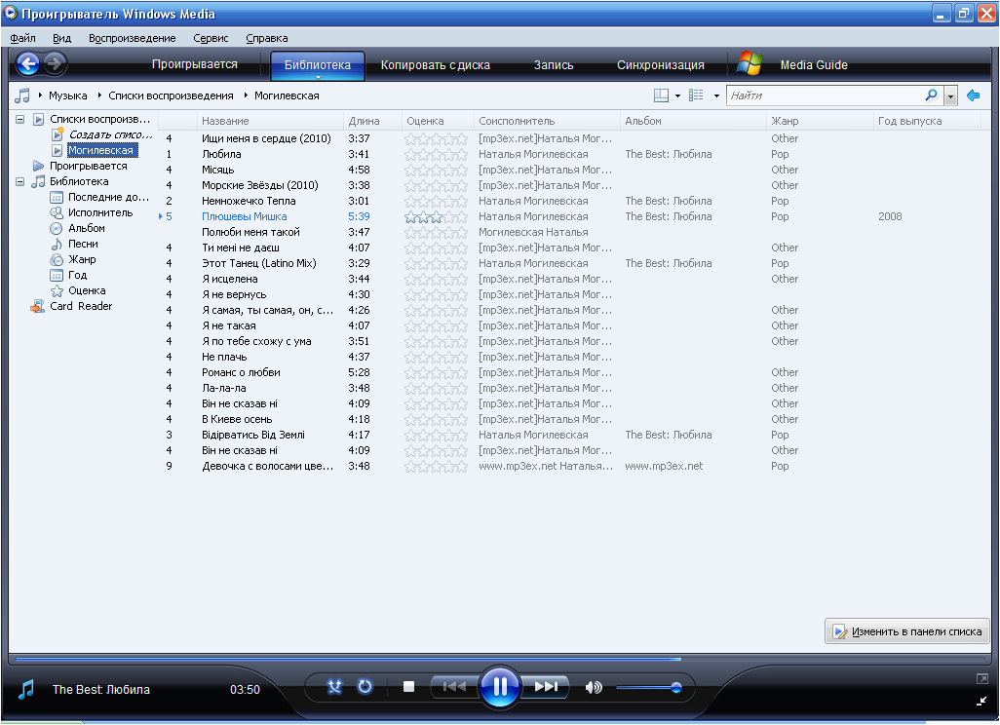 Проигрыватель Windows Media
Файл Вид Воспроизведение Сервис Справка
Проигрывается Библиотека Копировать с диска Запись Синхронизация Media Guide
Музыка Списки воспроизведения Могилевская Найти
Списки воспроизв...
Создать списо...
Могилевская
Проигрывается
Библиотека
Последние до...
Исполнитель
Альбом
Песни
Жанр
Год
Оценка
Card Reader
Название Длина Оценка Соисполнитель Альбом Жанр Год выпуска
4 Ищи меня в сердце (2010) 3:37 [mp3ex.net]Наталья Мог... Other
1 Любила 3:41 Наталья Могилевская The Best: Любила Pop
4 Місяць 4:58 [mp3ex.net]Наталья Мог... Other
4 Морские Звёзды (2010) 3:38 [mp3ex.net]Наталья Мог... Other
2 Немножечко Тепла 3:01 Наталья Могилевская The Best: Любила Pop
5 Плюшевы Мишка 5:39 Наталья Могилевская The Best: Любила Pop 2008
Полюби меня такой 3:47 Могилевская Наталья
4 Ти мені не даєш 4:07 [mp3ex.net]Наталья Мог... Other
4 Этот Танец (Latino Mix) 3:29 Наталья Могилевская The Best: Любила Pop
4 Я исцелена 3:44 [mp3ex.net]Наталья Мог... Other
4 Я не вернусь 4:30 [mp3ex.net]Наталья Мог...
4 Я самая, ты самая, он, с... 4:26 [mp3ex.net]Наталья Мог... Other
4 Я не такая 4:07 [mp3ex.net]Наталья Мог... Other
4 Я по тебе схожу с ума 3:51 [mp3ex.net]Наталья Мог... Other
4 Не плачь 4:37 [mp3ex.net]Наталья Мог...
4 Романс о любви 5:28 [mp3ex.net]Наталья Мог... Other
4 Ла-ла-ла 3:48 [mp3ex.net]Наталья Мог... Other
4 Він не сказав ні 4:09 [mp3ex.net]Наталья Мог... Other
4 В Киеве осень 4:18 [mp3ex.net]Наталья Мог... Other
3 Відірватись Від Землі 4:17 Наталья Могилевская The Best: Любила Pop
4 Він не сказав ні 4:09 [mp3ex.net]Наталья Мог... Other
9 Девочка с волосами цве... 3:48 www.mp3ex.net Наталья... www.mp3ex.net Pop
Изменить в панели списка
The Best: Любила 03:50